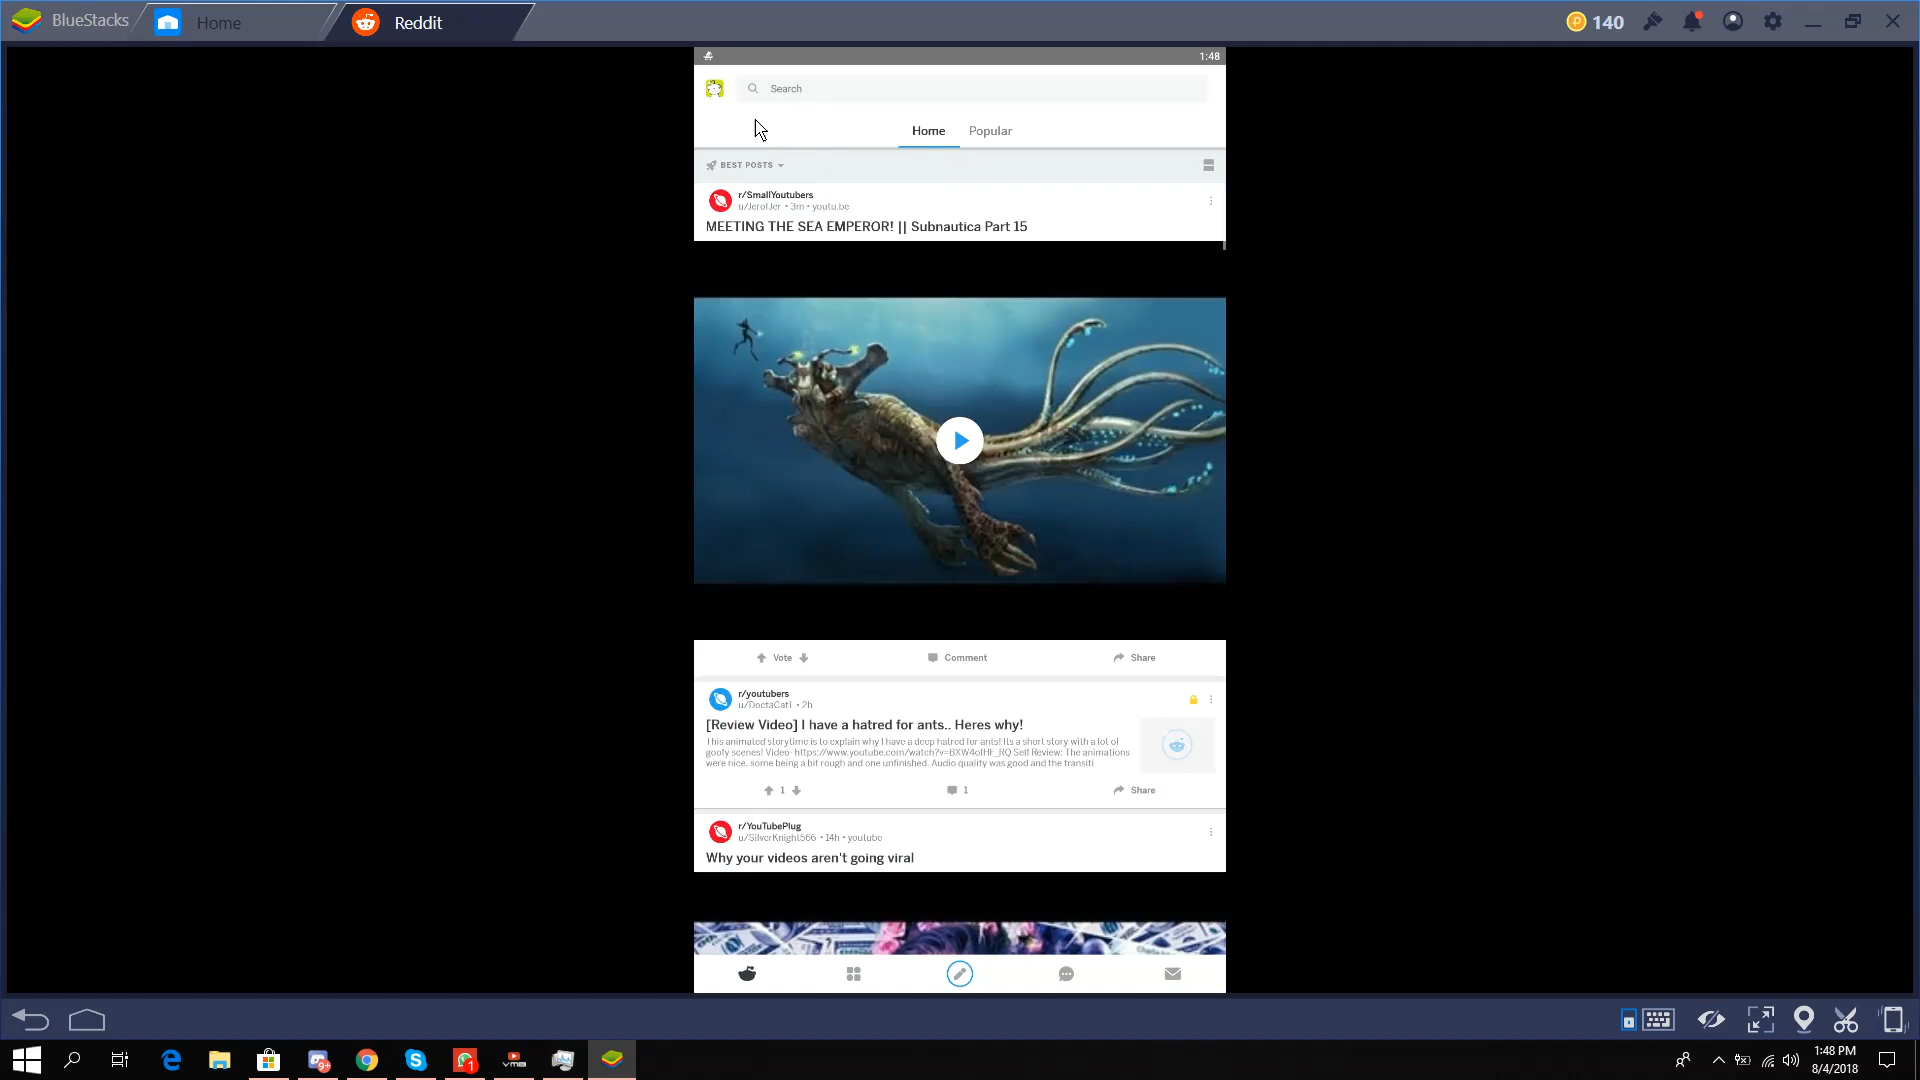 BlueStacks
Home
Reddit
140
1:48
Search
Home Popular
BEST POSTS
r/SmallYoutubers
u/JerofJer • 3m • youtu.be
MEETING THE SEA EMPEROR! || Subnautica Part 15
Vote
Comment
Share
r/youtubers
u/DoctaCat1 • 2h
[Review Video] I have a hatred for ants.. Heres why!
This animated storytime is to explain why I have a deep hatred for ants! Its a short story with a lot of
goofy scenes! Video- https://www.youtube.com/watch?v=BXW4ofHF_RQ Self Review: The animations
were nice, some being a bit rough and one unfinished. Audio quality was good and the transiti
1
1
Share
r/YouTubePlug
u/SilverKnight566 • 14h • youtube
Why your videos aren't going viral
9+
1
1:48 PM
8/4/2018